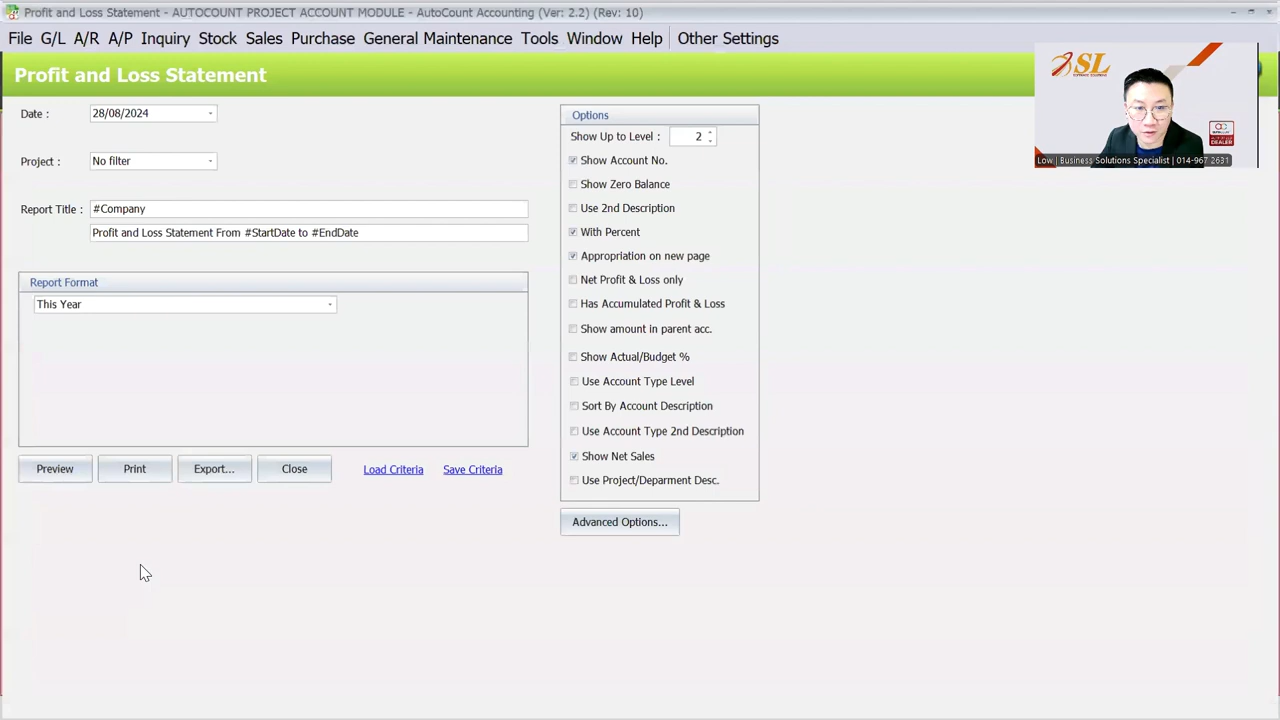 Profit and Loss Statement - AUTOCOUNT PROJECT ACCOUNT MODULE - AutoCount Accounting (Ver: 2.2) (Rev: 10)
File G/L A/R A/P Inquiry Stock Sales Purchase General Maintenance Tools Window Help Other Settings
Profit and Loss Statement
SL
SOFTWARE SOLUTIONS
DEALER
Low | Business Solutions Specialist | 014-967 2631
Date : 28/08/2024
Project : No filter
Report Title : #Company
Profit and Loss Statement From #StartDate to #EndDate
Report Format
This Year
Preview Print Export... Close Load Criteria Save Criteria
Options
Show Up to Level : 2
Show Account No.
Show Zero Balance
Use 2nd Description
With Percent
Appropriation on new page
Net Profit & Loss only
Has Accumulated Profit & Loss
Show amount in parent acc.
Show Actual/Budget %
Use Account Type Level
Sort By Account Description
Use Account Type 2nd Description
Show Net Sales
Use Project/Deparment Desc.
Advanced Options...